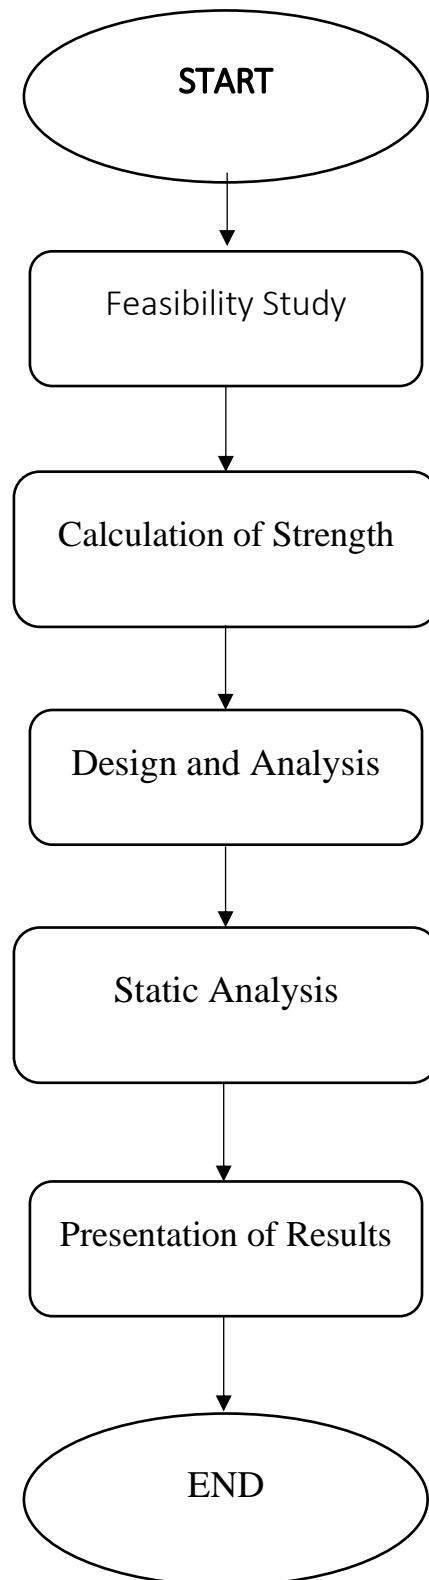 START
Feasibility Study
Calculation of Strength
Design and Analysis
Static Analysis
Presentation of Results
END